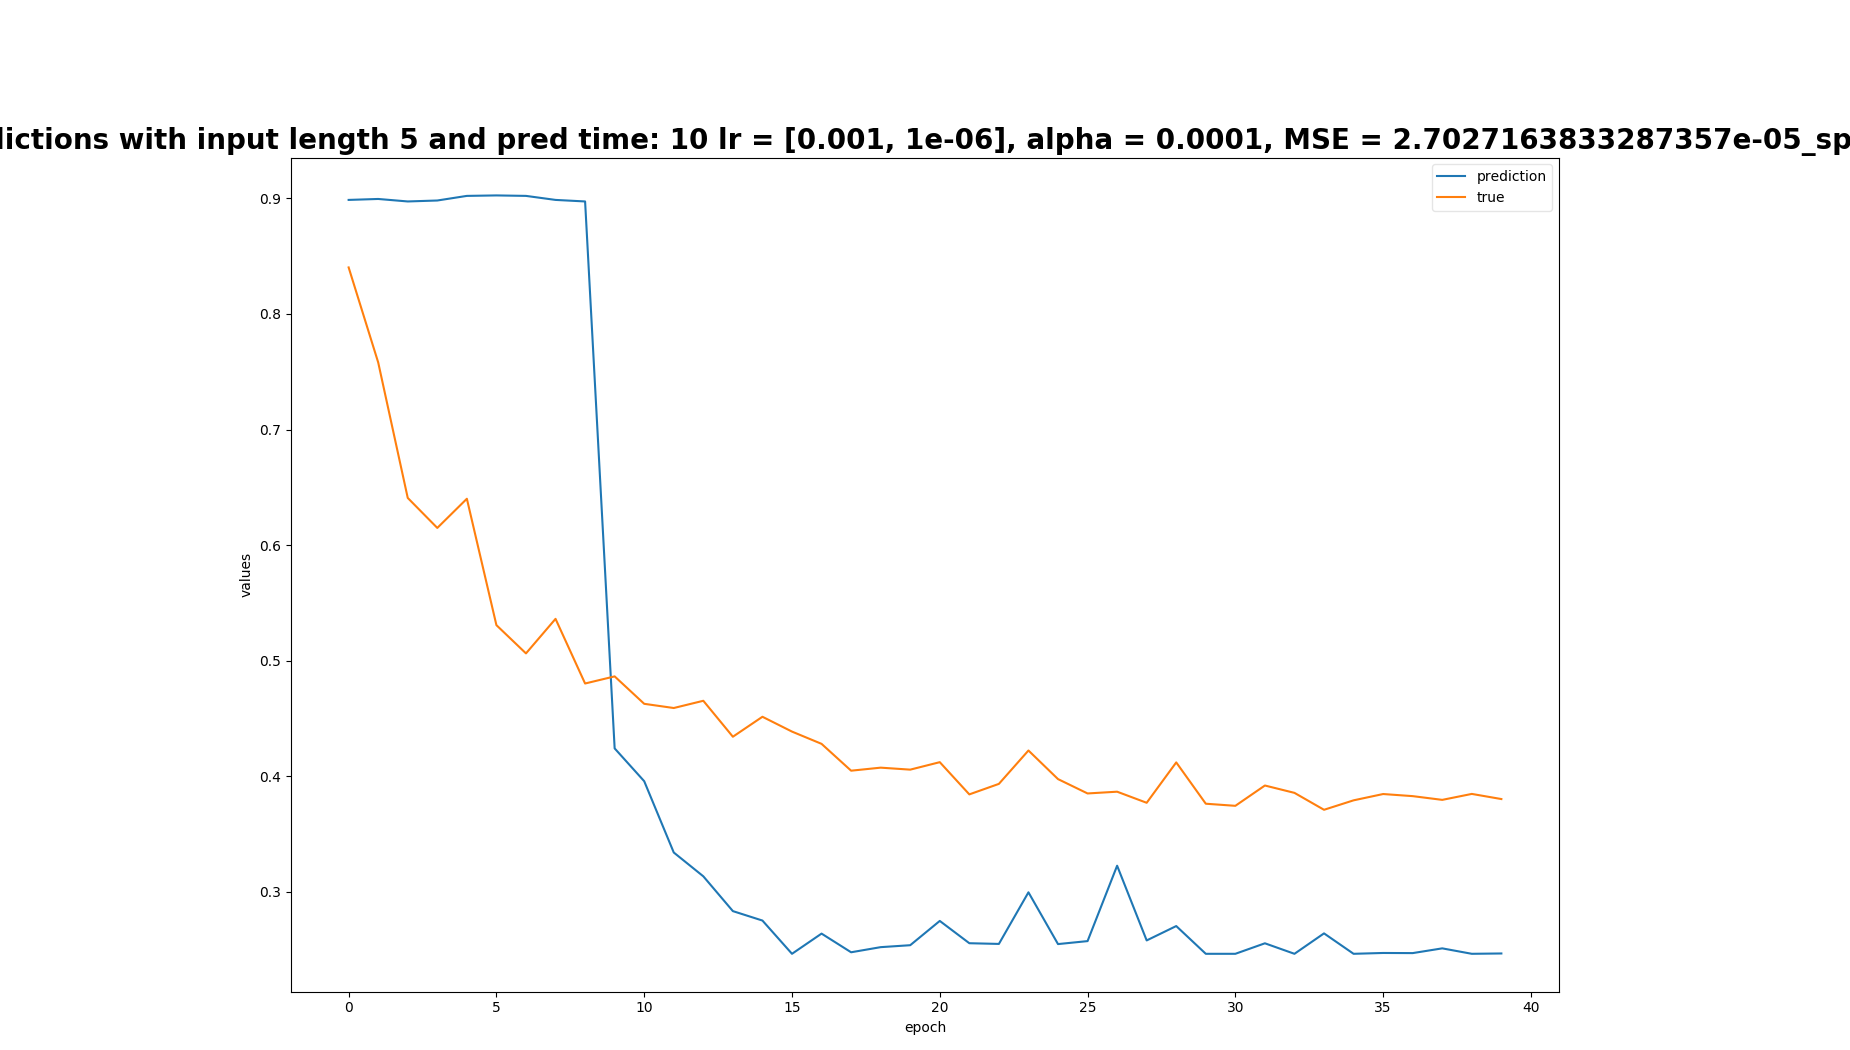 dictions with input length 5 and pred time: 10 lr = [0.001, 1e-06], alpha = 0.0001, MSE = 2.7027163833287357e-05_sp
prediction
true
0.9
0.8
0.7
0.6
0.5
0.4
0.3
values
0 5 10 15 20 25 30 35 40
epoch